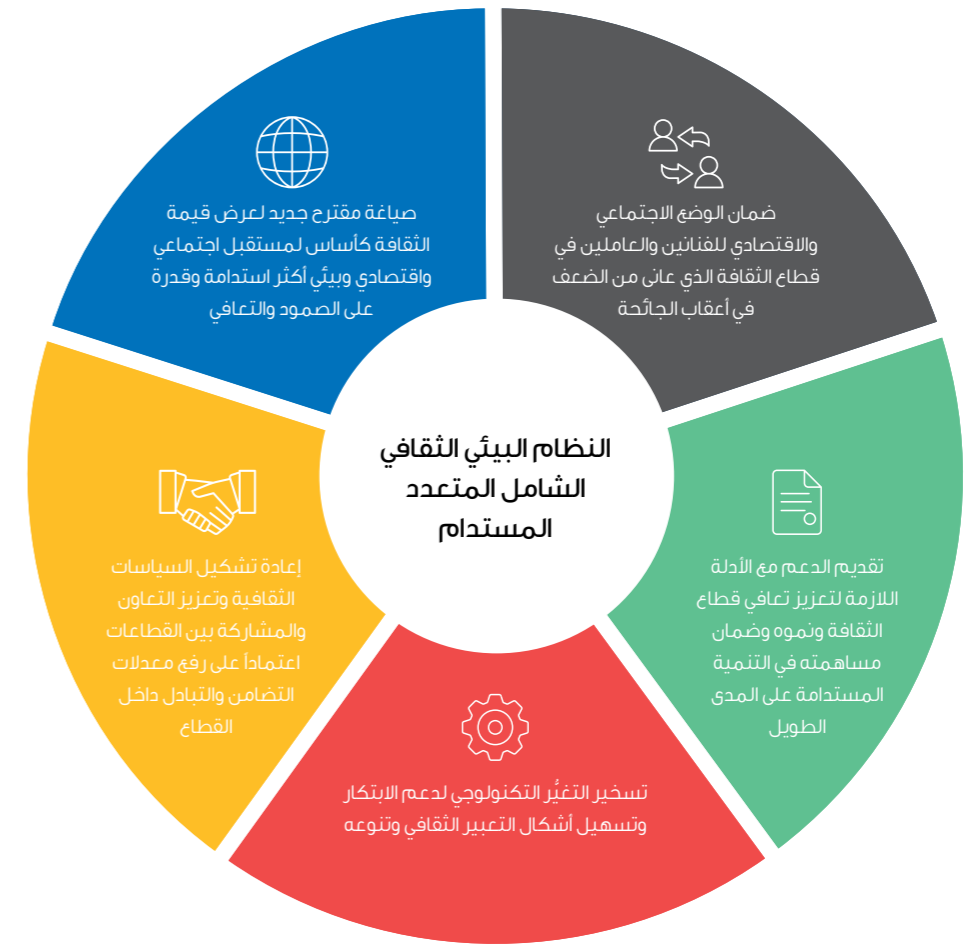 ضمان الوضع الاجتماعي
والاقتصادي للفنانين والعاملين في
قطاع الثقافة الذي عانى من الضعف
في أعقاب الجائحة
تقديم الدعم مع الأدلة
اللازمة لتعزيز تعافي قطاع
الثقافة ونموه وضمان
مساهمته في التنمية
المستدامة على المدى
الطويل
تسخير التغيُّر التكنولوجي لدعم الابتكار
وتسهيل أشكال التعبير الثقافي وتنوعه
إعادة تشكيل السياسات
الثقافية وتعزيز التعاون
والمشاركة بين القطاعات
اعتماداً على رفع معدلات
التضامن والتبادل داخل
القطاع
صياغة مقترح جديد لعرض قيمة
الثقافة كأساس لمستقبل اجتماعي
واقتصادي وبيئي أكثر استدامة وقدرة
على الصمود والتعافي
النظام البيئي الثقافي
الشامل المتعدد
المستدام